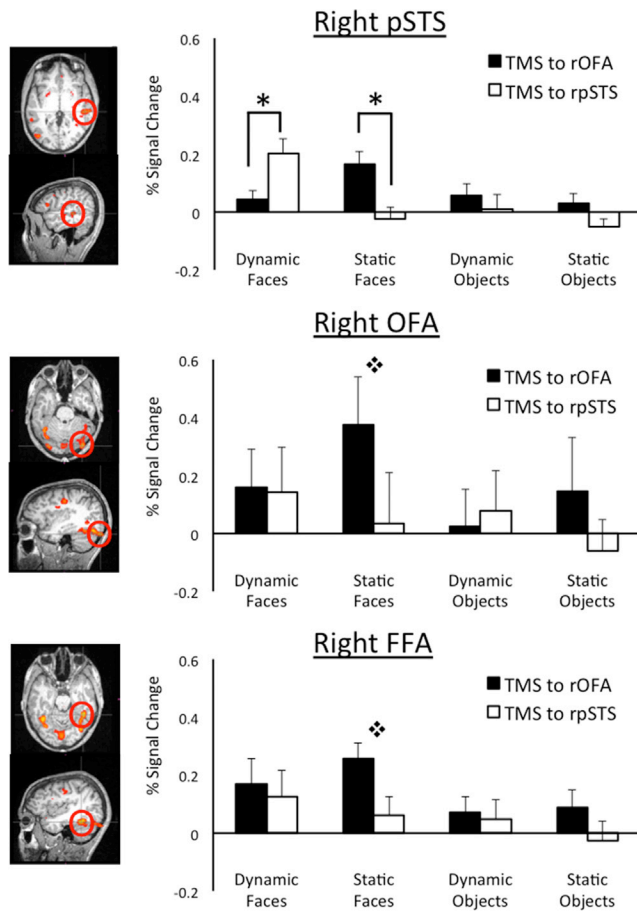 Right pSTS
0.6
0.4
0.2
0
-0.2
% Signal Change
TMS to rOFA
TMS to rpSTS
*
*
Dynamic Faces
Static Faces
Dynamic Objects
Static Objects
Right OFA
0.6
0.4
0.2
0
-0.2
% Signal Change
TMS to rOFA
TMS to rpSTS
❖
Dynamic Faces
Static Faces
Dynamic Objects
Static Objects
Right FFA
0.6
0.4
0.2
0
-0.2
% Signal Change
TMS to rOFA
TMS to rpSTS
❖
Dynamic Faces
Static Faces
Dynamic Objects
Static Objects